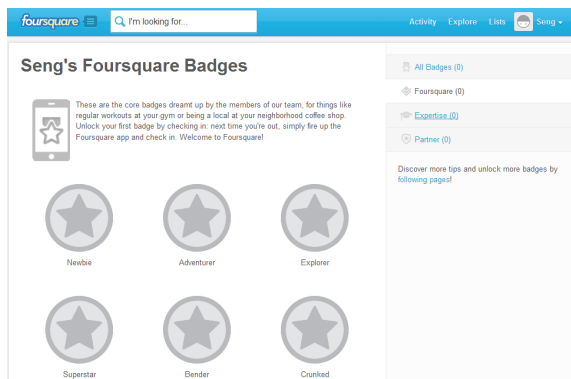 foursquare
I'm looking for...
Activity Explore Lists Seng
Seng's Foursquare Badges
These are the core badges dreamt up by the members
of our team, for things like
regular workouts at your gym or being a local at your neighborhood coffee shop.
Unlock your first badge by checking in: next time you're out, simply fire up the
Foursquare app and check in. Welcome to Foursquare!
Newbie Adventurer Explorer
Superstar Bender Crunked
All Badges (0)
Foursquare (0)
Expertise (0)
Partner (0)
Discover more tips and unlock more badges by
following pages!